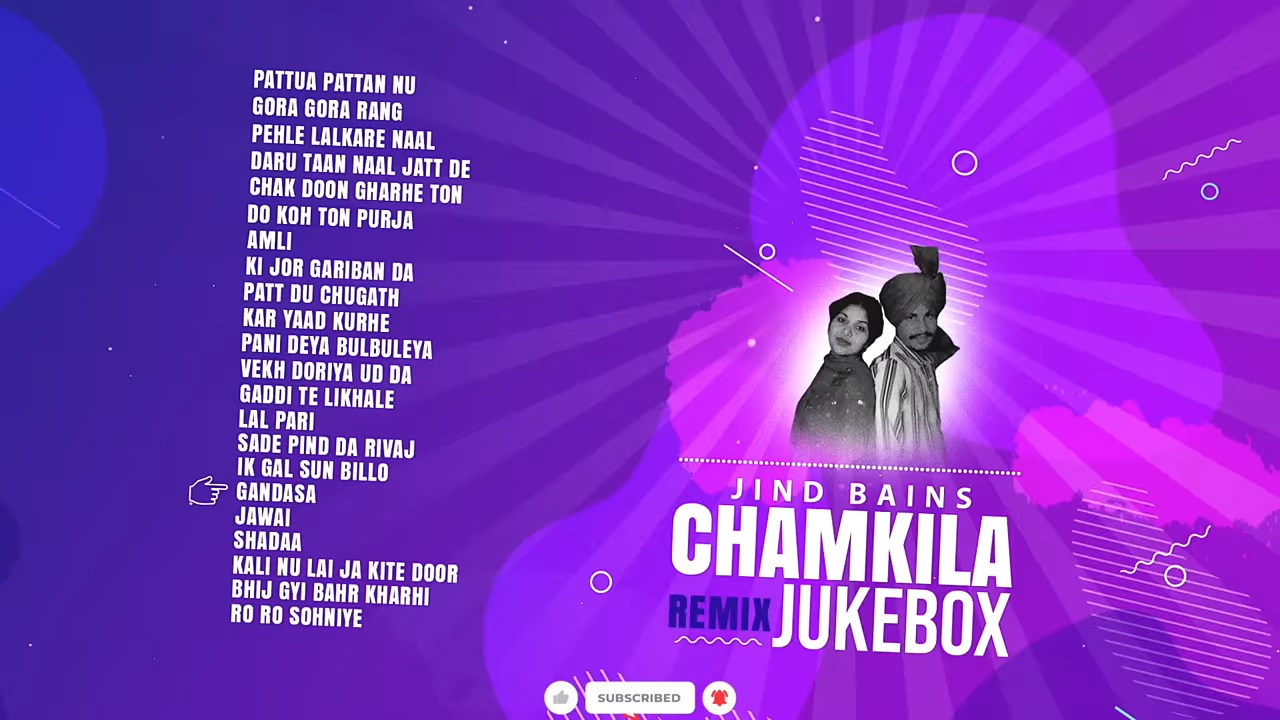 PATTUA PATTAN NU
GORA GORA RANG
PEHLE LALKARE NAAL
DARU TAAN NAAL JATT DE
CHAK DOON GHARHE TON
DO KOH TON PURJA
AMLI
KI JOR GARIBAN DA
PATT DU CHUGATH
KAR YAAD KURHE
PANI DEYA BULBULEYA
VEKH DORIYA UD DA
GADDI TE LIKHALE
LAL PARI
SADE PIND DA RIVAJ
IK GAL SUN BILLO
GANDASA
JAWAI
SHADAA
KALI NU LAI JA KITE DOOR
BHIJ GYI BAHR KHARHI
RO RO SOHNIYE
JIND BAINS
CHAMKILA
REMIX JUKEBOX
SUBSCRIBED